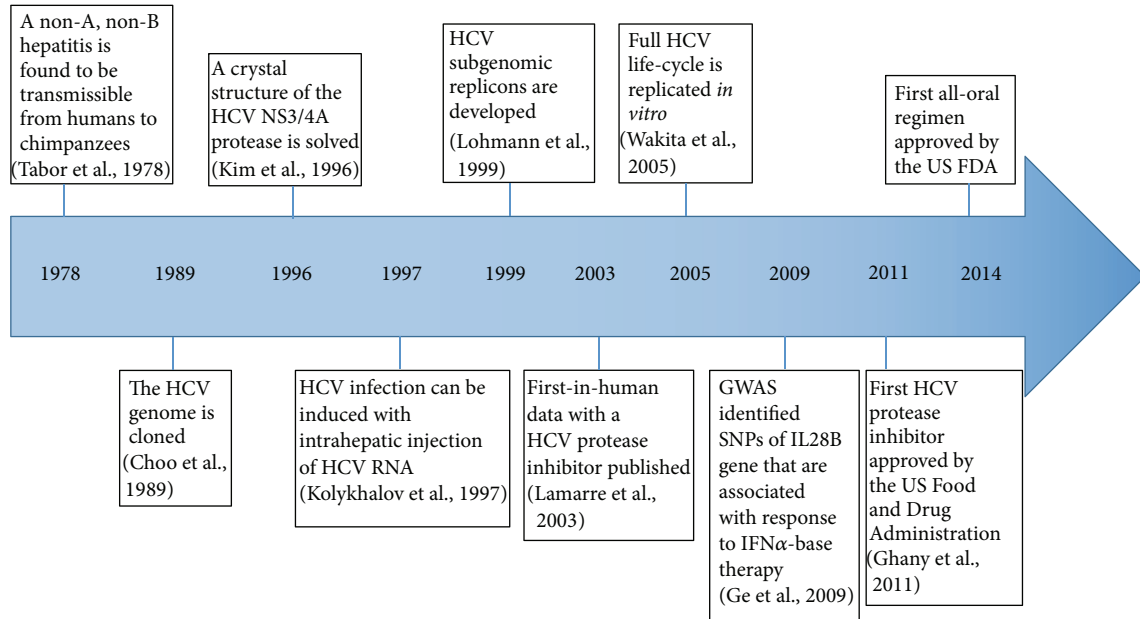 A non-A, non-B
hepatitis is
found to be
transmissible
from humans to
chimpanzees
(Tabor et al., 1978)
A crystal
structure of the
HCV NS3/4A
protease is solved
(Kim et al., 1996)
HCV
subgenomic
replicons are
developed
(Lohmann et al.,
1999)
Full HCV
life-cycle is
replicated in
vitro
(Wakita et al.,
2005)
First all-oral
regimen
approved by
the US FDA
1978 1989 1996 1997 1999 2003 2005 2009 2011 2014
The HCV
genome is
cloned
(Choo et al.,
1989)
HCV infection can be
induced with
intrahepatic injection
of HCV RNA
(Kolykhalov et al., 1997)
First-in-human
data with a
HCV protease
inhibitor published
(Lamarre et al.,
2003)
GWAS
identified
SNPs of IL28B
gene that are
associated
with response
to IFNα-base
therapy
(Ge et al., 2009)
First HCV
protease
inhibitor
approved by
the US Food
and Drug
Administration
(Ghany et al.,
2011)